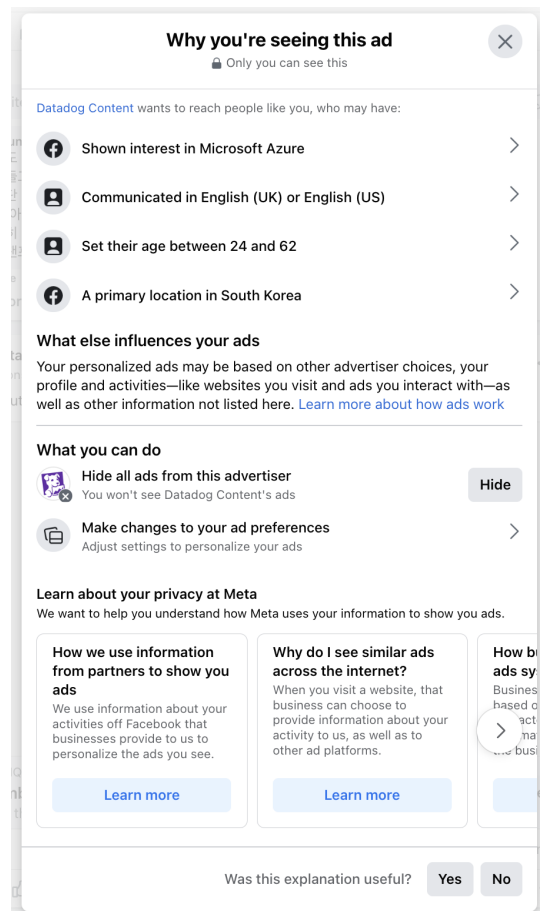 Why you're seeing this ad
Only you can see this
Datadog Content wants to reach people like you, who may have:
Shown interest in Microsoft Azure
Communicated in English (UK) or English (US)
Set their age between 24 and 62
A primary location in South Korea
What else influences your ads
Your personalized ads may be based on other advertiser choices, your
profile and activities—like websites you visit and ads you interact with—as
well as other information not listed here. Learn more about how ads work
What you can do
Hide all ads from this advertiser
You won't see Datadog Content's ads
Hide
Make changes to your ad preferences
Adjust settings to personalize your ads
Learn about your privacy at Meta
We want to help you understand how Meta uses your information to show you ads.
How we use information
from partners to show you
ads
We use information about your
activities off Facebook that
businesses provide to us to
personalize the ads you see.
Learn more
Why do I see similar ads
across the internet?
When you visit a website, that
business can choose to
provide information about your
activity to us, as well as to
other ad platforms.
Learn more
How
ads
based
Was this explanation useful?
Yes
No